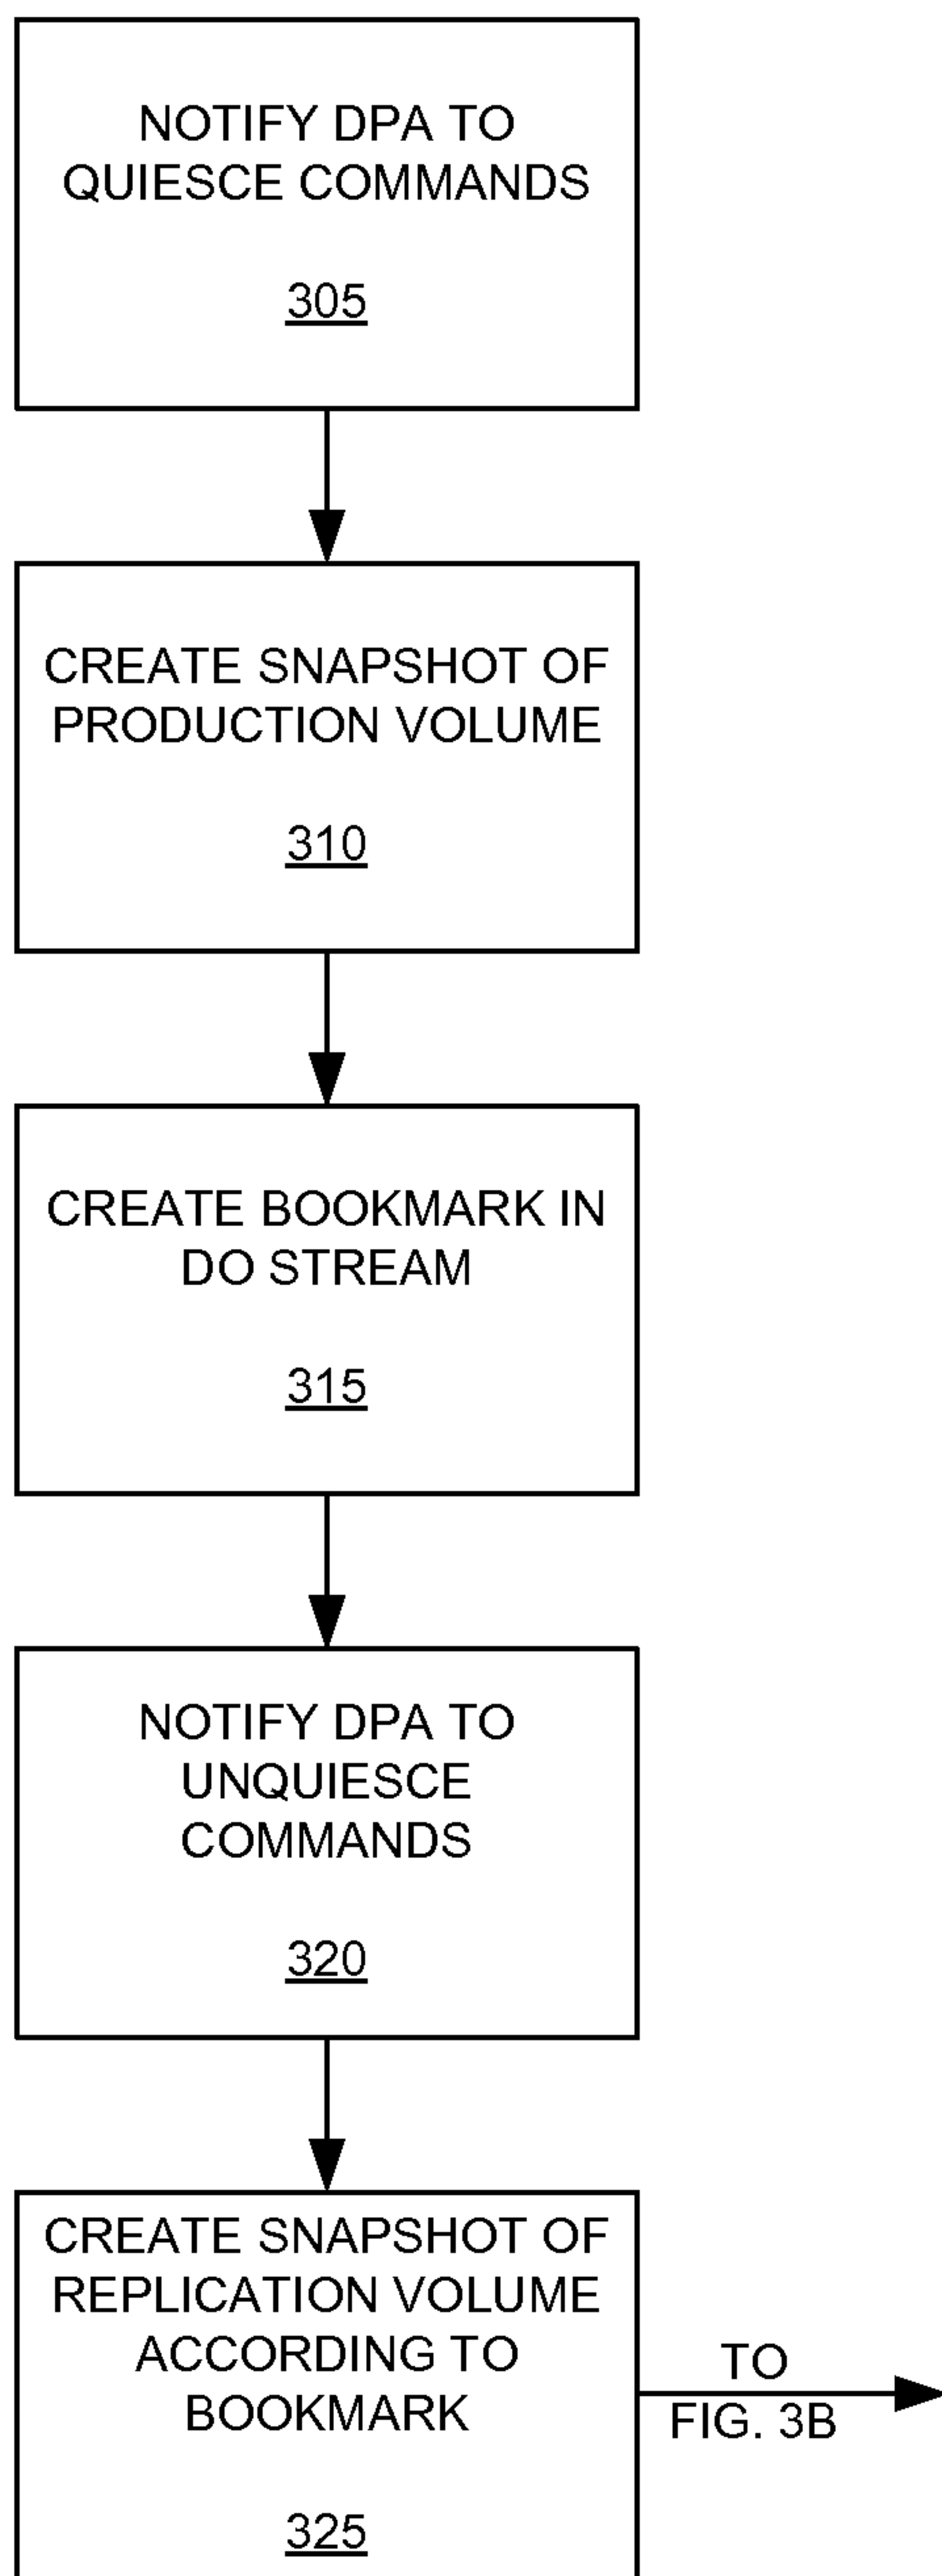 NOTIFY DPA TO
QUIESCE COMMANDS
305
CREATE SNAPSHOT OF
PRODUCTION VOLUME
310
CREATE BOOKMARK IN
DO STREAM
315
NOTIFY DPA TO
UNQUIESCE
COMMANDS
320
CREATE SNAPSHOT OF
REPLICATION VOLUME
ACCORDING TO
BOOKMARK
325
TO
FIG. 3B